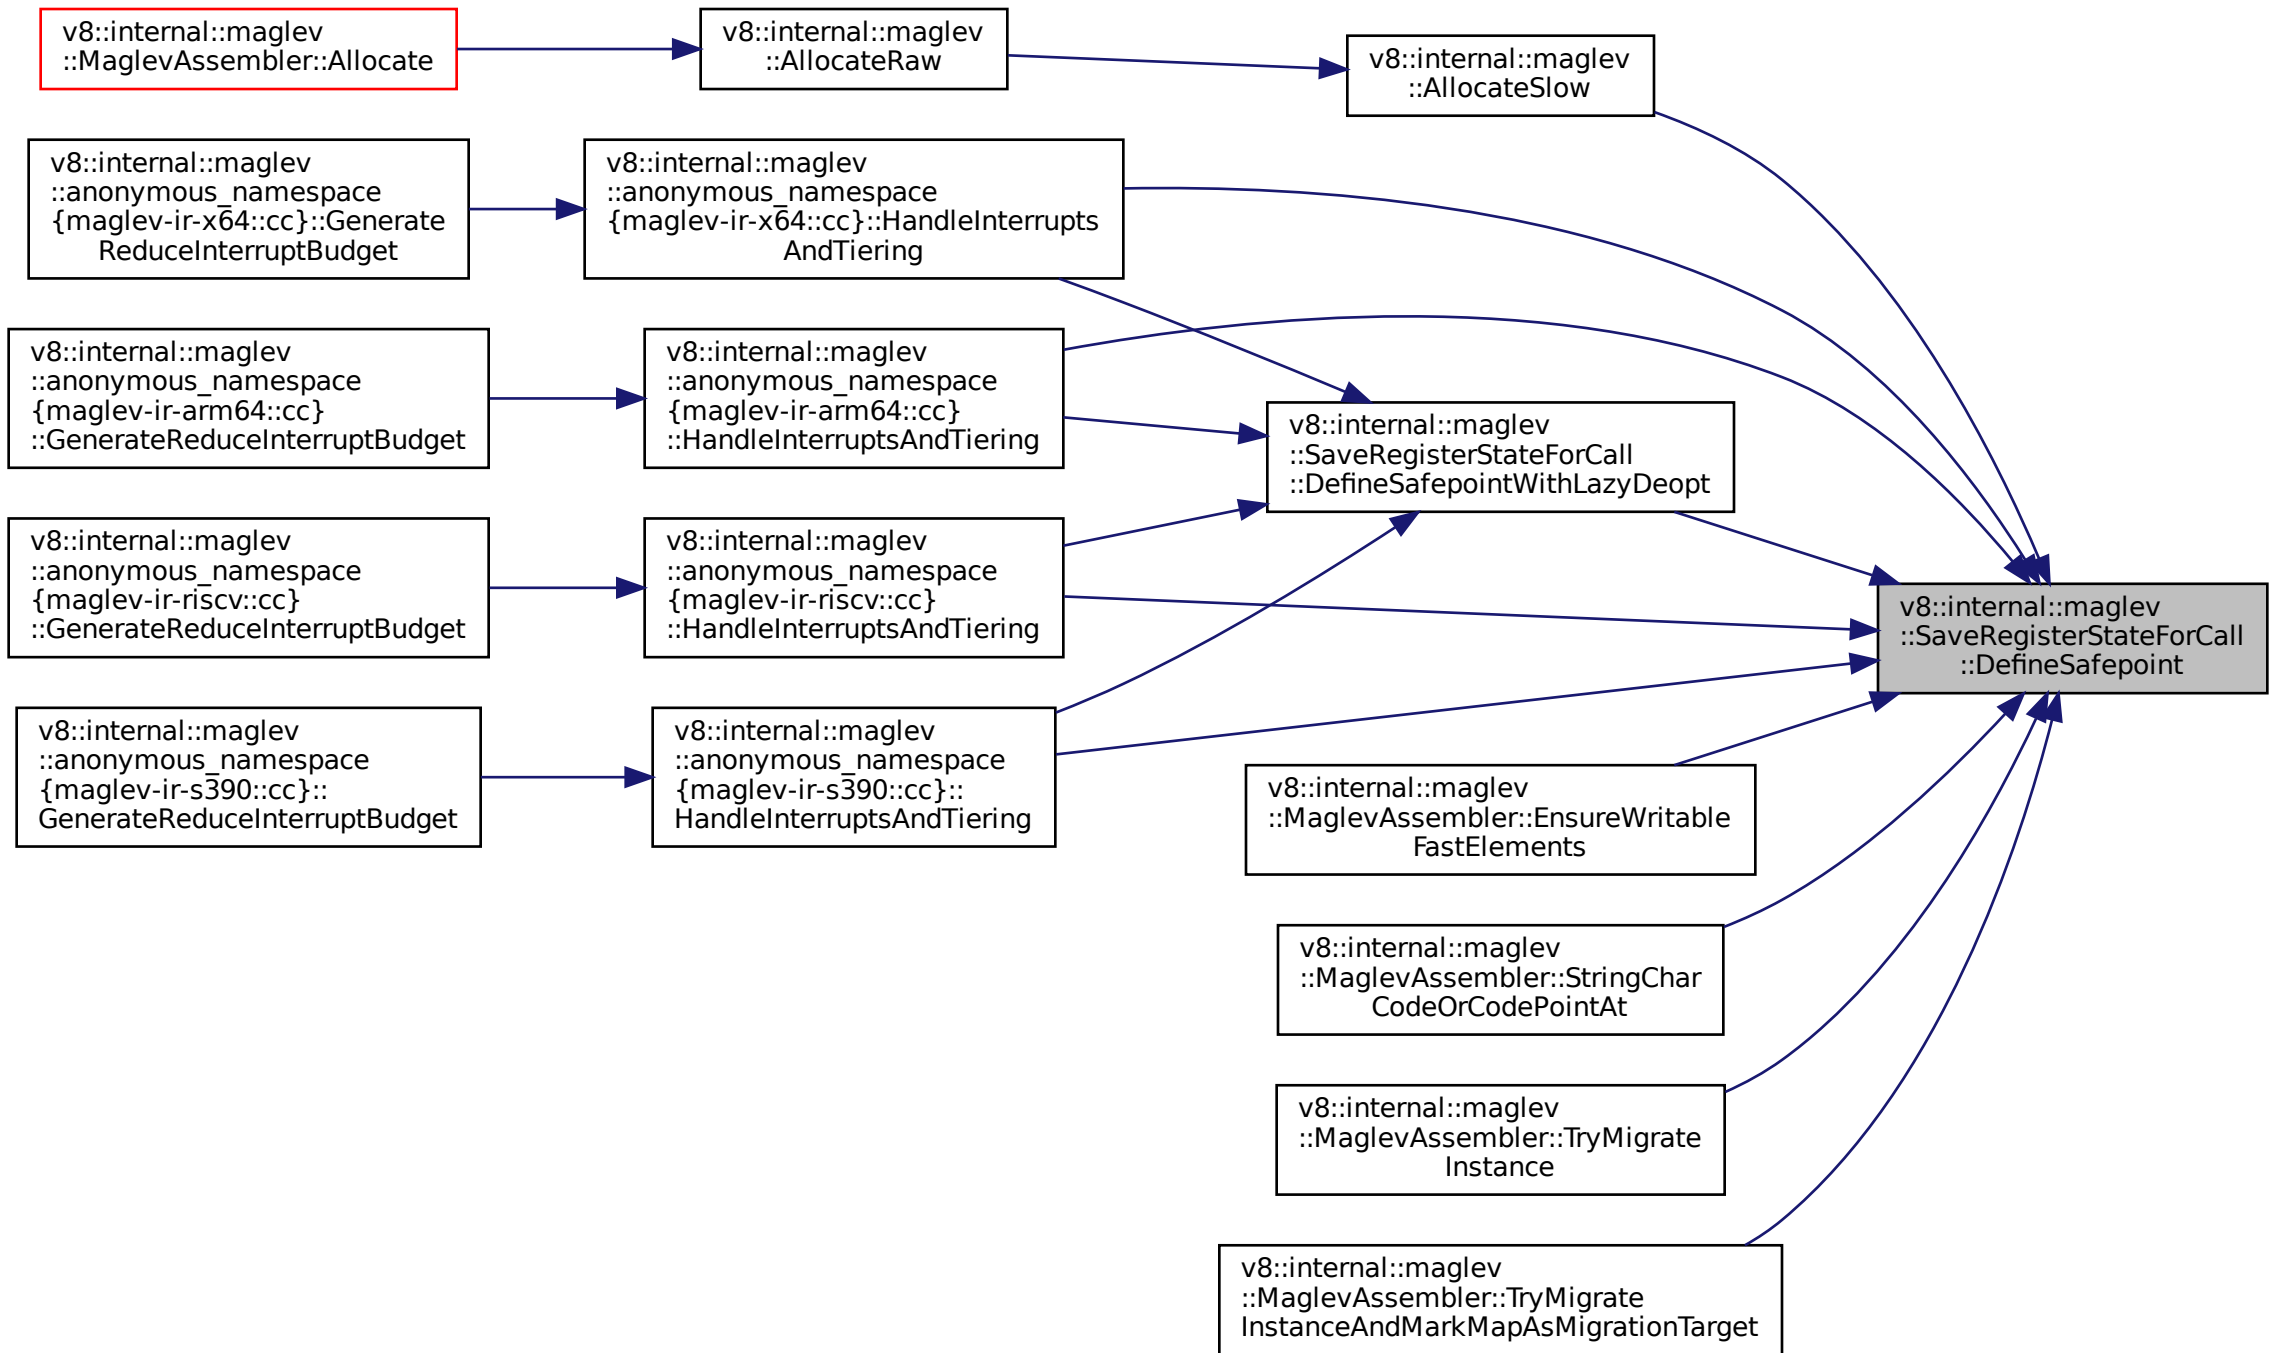 v8::internal::maglev
::MaglevAssembler::Allocate
v8::internal::maglev
::AllocateRaw
v8::internal::maglev
::AllocateSlow
v8::internal::maglev
::anonymous_namespace
{maglev-ir-x64::cc}::Generate
ReduceInterruptBudget
v8::internal::maglev
::anonymous_namespace
{maglev-ir-x64::cc}::HandleInterrupts
AndTiering
v8::internal::maglev
::anonymous_namespace
{maglev-ir-arm64::cc}
::GenerateReduceInterruptBudget
v8::internal::maglev
::anonymous_namespace
{maglev-ir-arm64::cc}
::HandleInterruptsAndTiering
v8::internal::maglev
::SaveRegisterStateForCall
::DefineSafepointWithLazyDeopt
v8::internal::maglev
::anonymous_namespace
{maglev-ir-riscv::cc}
::GenerateReduceInterruptBudget
v8::internal::maglev
::anonymous_namespace
{maglev-ir-riscv::cc}
::HandleInterruptsAndTiering
v8::internal::maglev
::SaveRegisterStateForCall
::DefineSafepoint
v8::internal::maglev
::anonymous_namespace
{maglev-ir-s390::cc}::
GenerateReduceInterruptBudget
v8::internal::maglev
::anonymous_namespace
{maglev-ir-s390::cc}::
HandleInterruptsAndTiering
v8::internal::maglev
::MaglevAssembler::EnsureWritable
FastElements
v8::internal::maglev
::MaglevAssembler::StringChar
CodeOrCodePointAt
v8::internal::maglev
::MaglevAssembler::TryMigrate
Instance
v8::internal::maglev
::MaglevAssembler::TryMigrate
InstanceAndMarkMapAsMigrationTarget